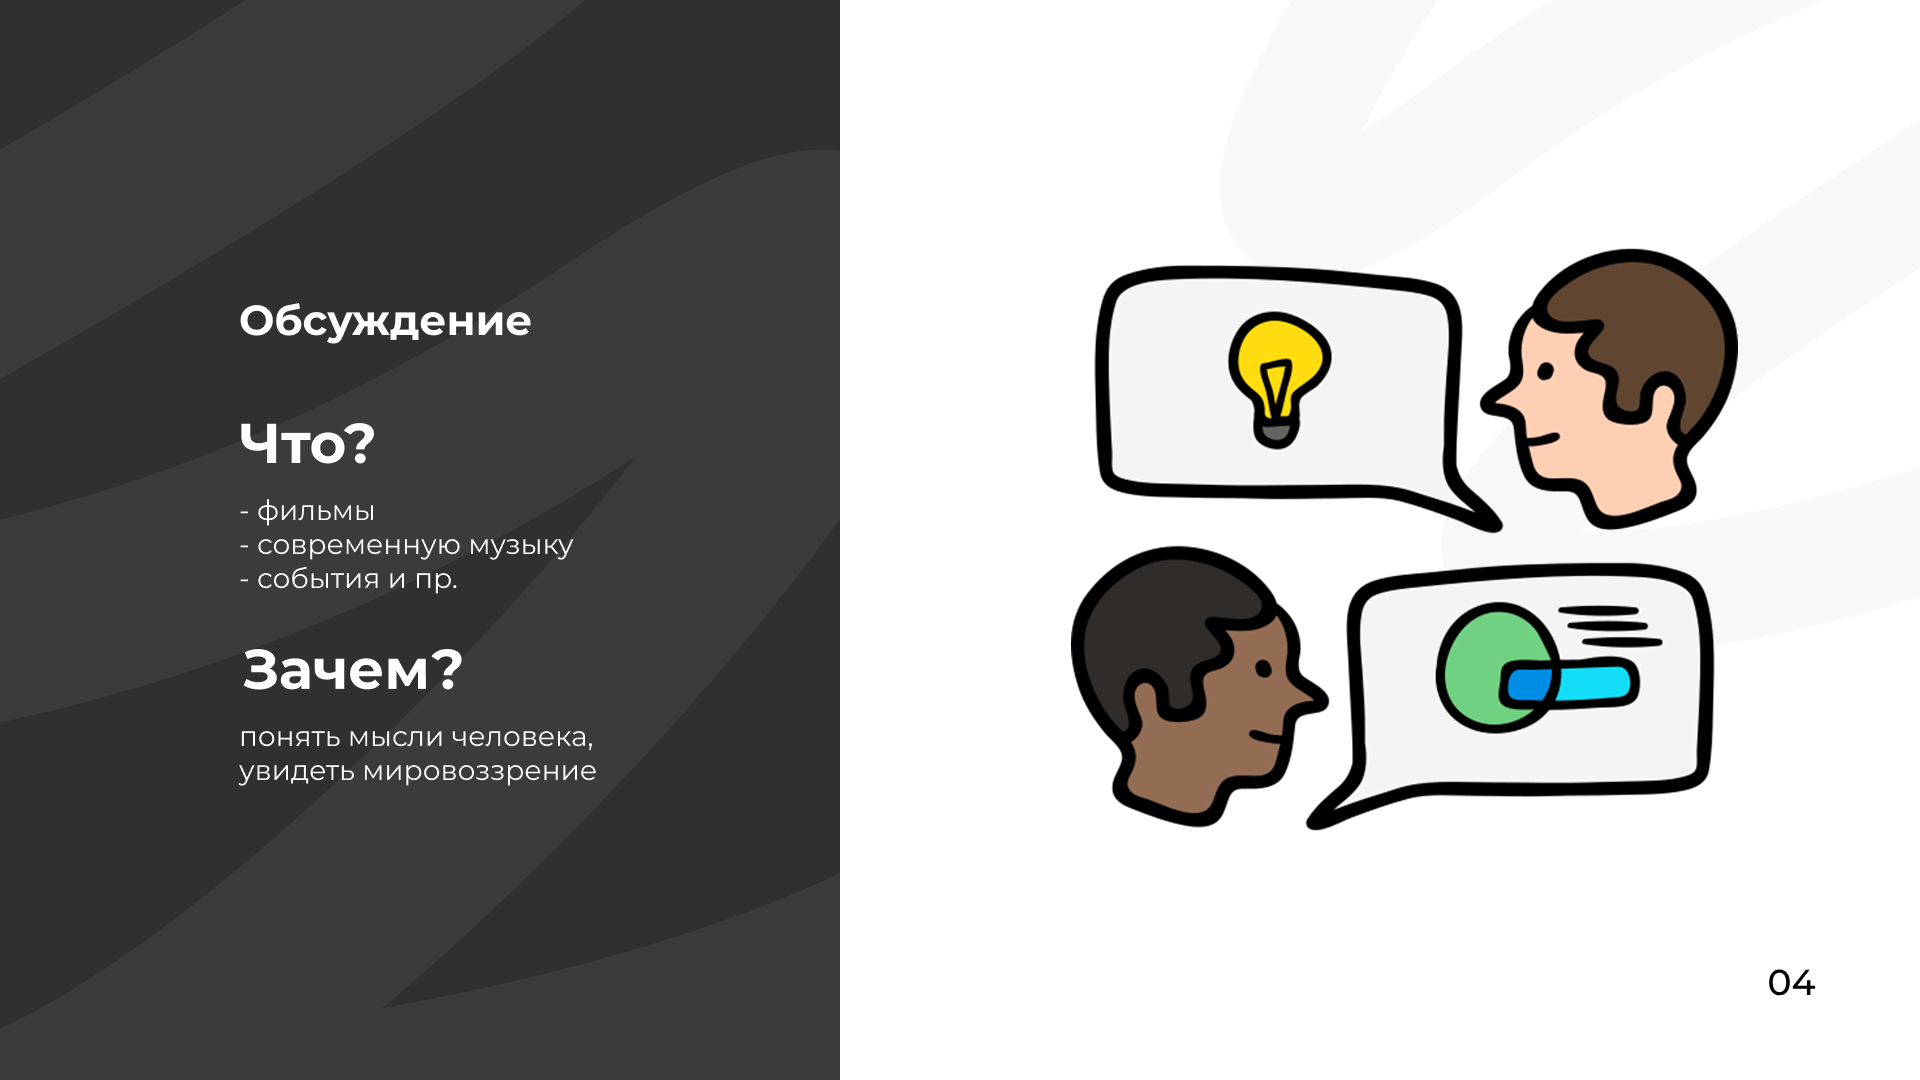 Обсуждение
Что?
- фильмы
- современную музыку
- события и пр.
Зачем?
понять мысли человека,
увидеть мировоззрение
04